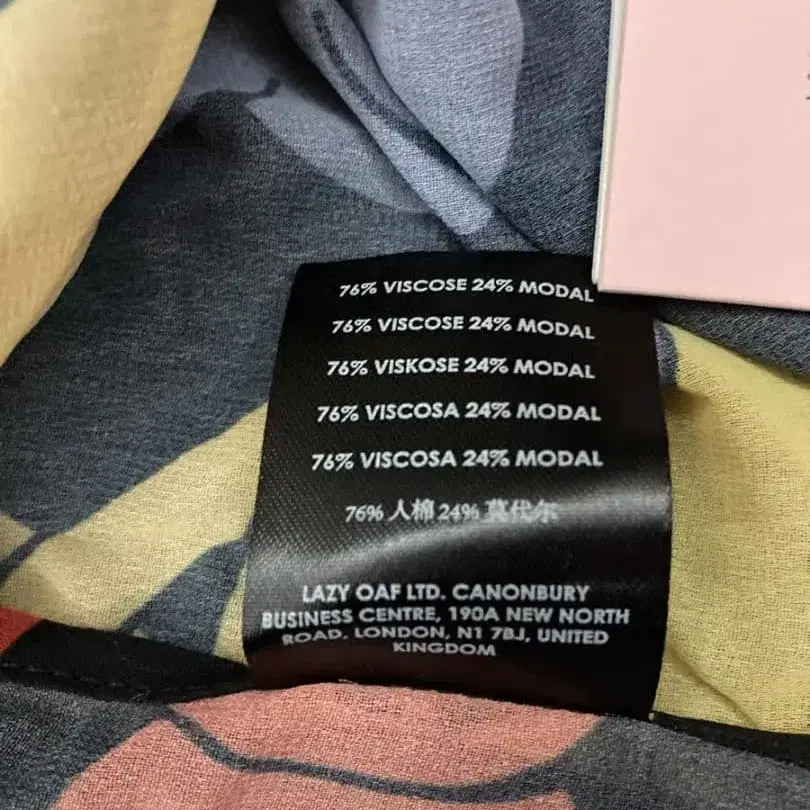 76% VISCOSE 24% MODAL
76% VISCOSE 24% MODAL
76% VISKOSE 24% MODAL
76% VISCOSA 24% MODAL
76% VISCOSA 24% MODAL
76% 人棉 24% 莫代尔
LAZY OAF LTD. CANONBURY
BUSINESS CENTRE, 190A NEW NORTH
ROAD, LONDON, N1 7BJ, UNITED
KINGDOM